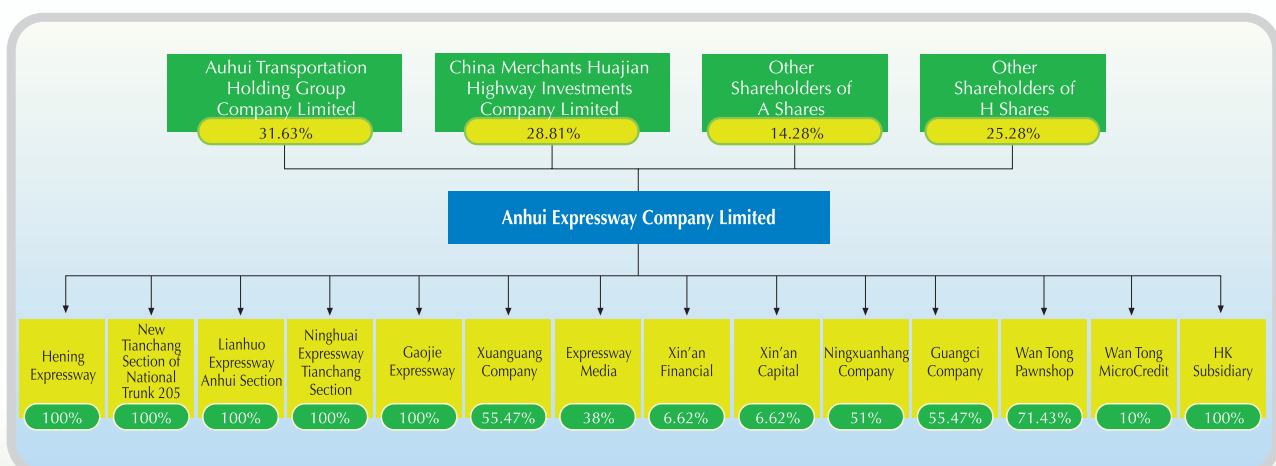 Auhui Transportation
Holding Group
Company Limited
31.63%
China Merchants Huajian
Highway Investments
Company Limited
28.81%
Other
Shareholders of
A Shares
14.28%
Other
Shareholders of
H Shares
25.28%
Anhui Expressway Company Limited
Hening
Expressway
100%
New
Tianchang
Section of
National
Trunk 205
100%
Lianhuo
Expressway
Anhui Section
100%
Ninghuai
Expressway
Tianchang
Section
100%
Gaojie
Expressway
100%
Xuanguang
Company
55.47%
Expressway
Media
38%
Xin'an
Financial
6.62%
Xin'an
Capital
6.62%
Ningxuanhang
Company
51%
Guangci
Company
55.47%
Wan Tong
Pawnshop
71.43%
Wan Tong
MicroCredit
10%
HK
Subsidiary
100%